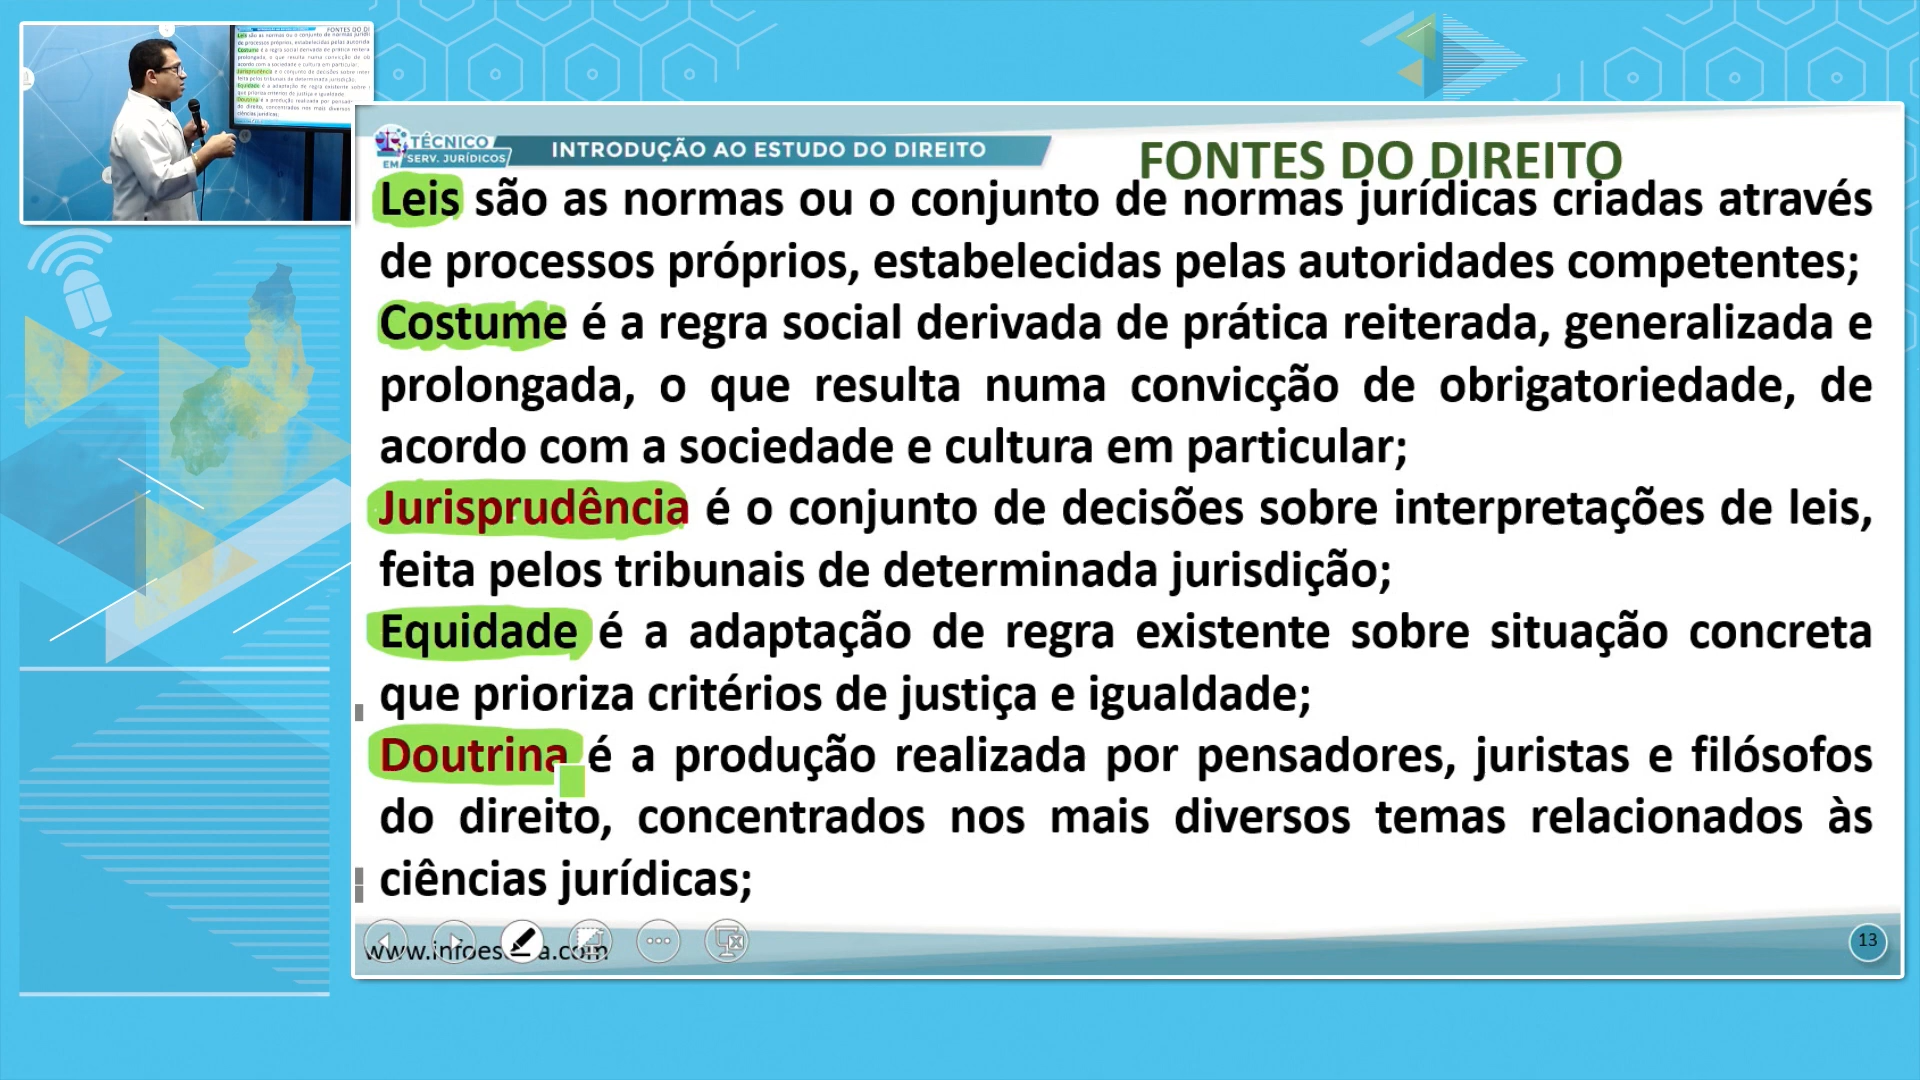 TÉCNICO
EM SERV. JURÍDICOS
INTRODUÇÃO AO ESTUDO DO DIREITO
FONTES DO DIREITO
Leis são as normas ou o conjunto de normas jurídicas criadas através
de processos próprios, estabelecidas pelas autoridades competentes;
Costume é a regra social derivada de prática reiterada, generalizada e
prolongada, o que resulta numa convicção de obrigatoriedade, de
acordo com a sociedade e cultura em particular;
Jurisprudência é o conjunto de decisões sobre interpretações de leis,
feita pelos tribunais de determinada jurisdição;
Equidade é a adaptação de regra existente sobre situação concreta
que prioriza critérios de justiça e igualdade;
Doutrina é a produção realizada por pensadores, juristas e filósofos
do direito, concentrados nos mais diversos temas relacionados às
ciências jurídicas;
13